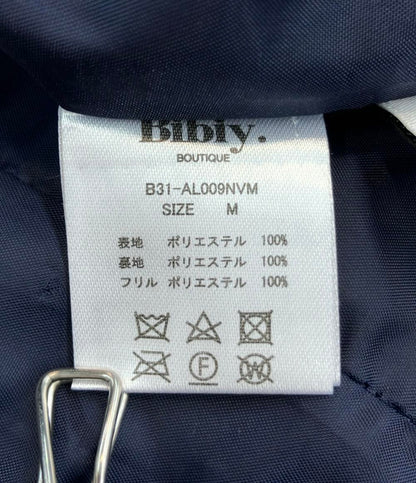 Bibly.
BOUTIQUE
B31-AL009NVM
SIZE M
表地 ポリエステル 100%
裏地 ポリエステル 100%
フリル ポリエステル 100%
F
W